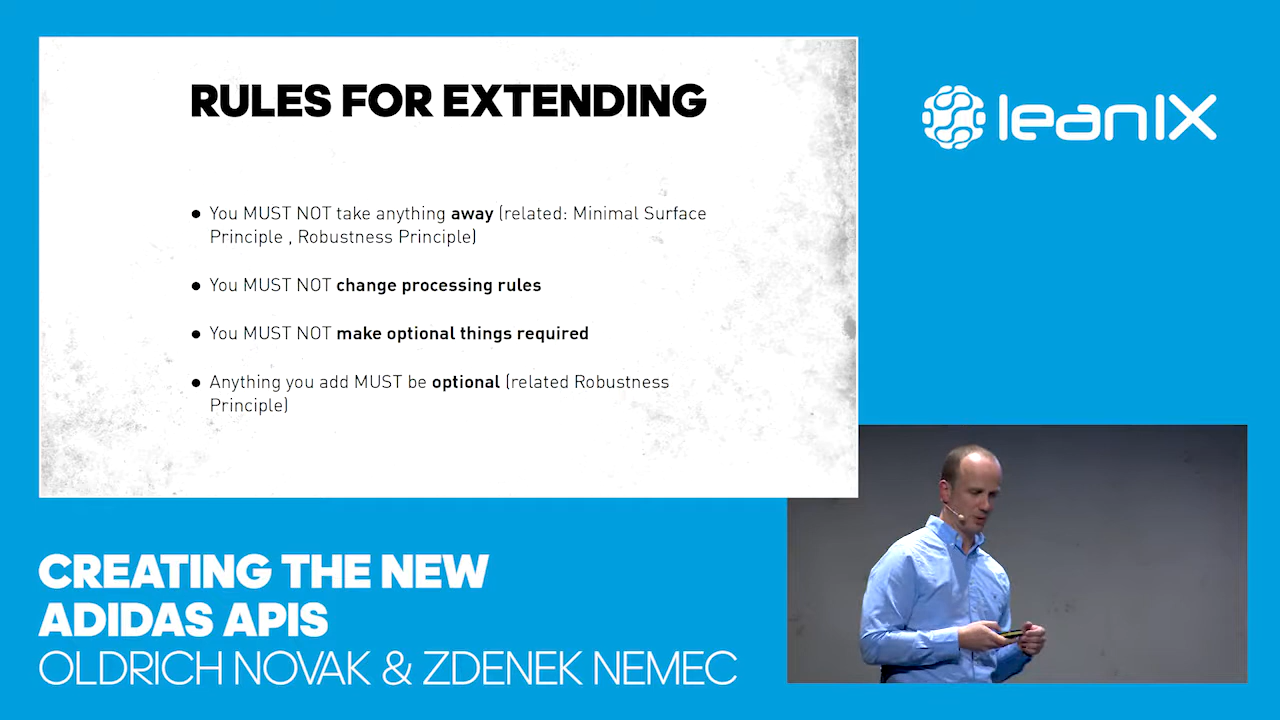 RULES FOR EXTENDING
● You MUST NOT take anything away (related: Minimal Surface
Principle , Robustness Principle)
● You MUST NOT change processing rules
● You MUST NOT make optional things required
● Anything you add MUST be optional (related Robustness
Principle)
leanIX
CREATING THE NEW
ADIDAS APIS
OLDRICH NOVAK & ZDENEK NEMEC